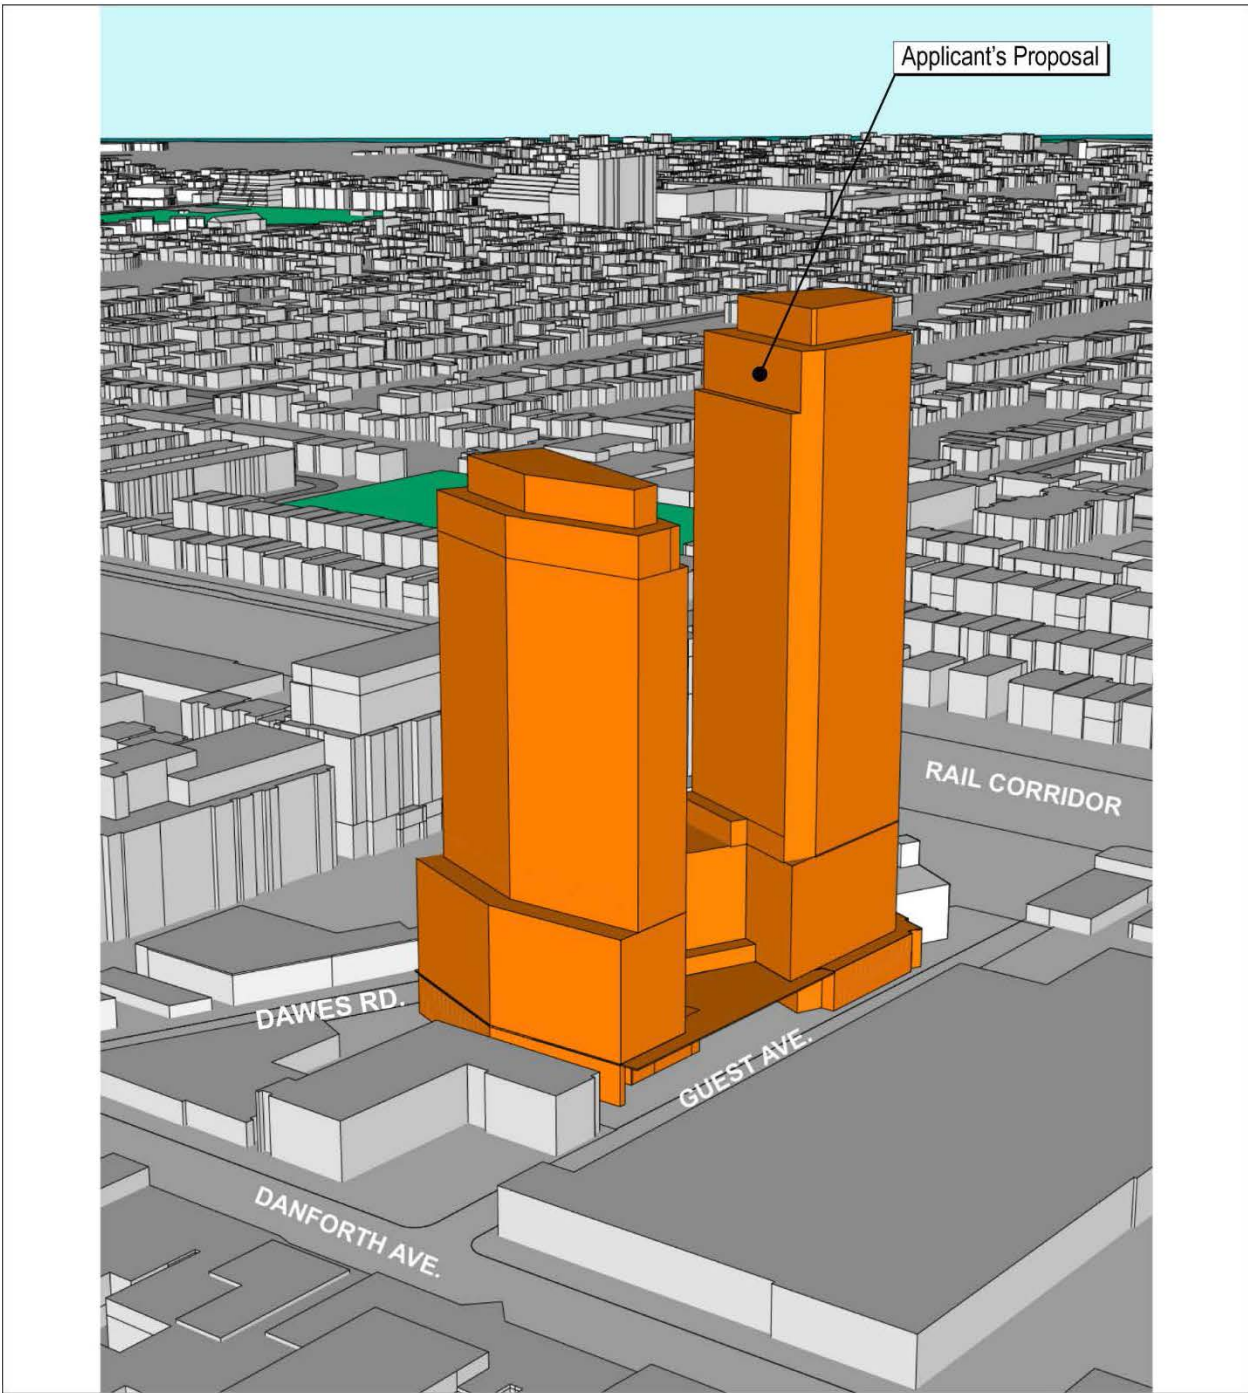 Applicant's Proposal
RAIL CORRIDOR
DAWES RD.
GUEST AVE.
DANFORTH AVE.